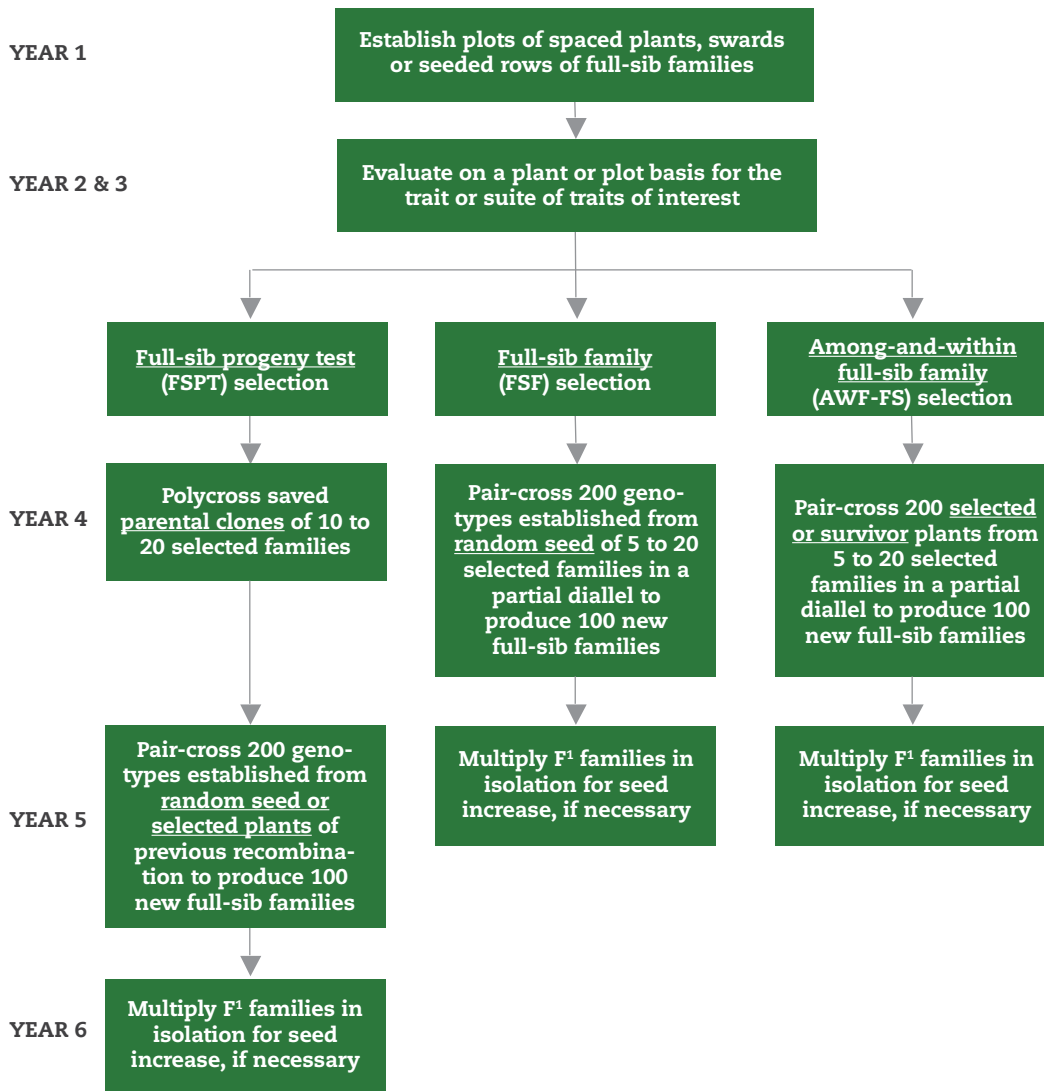 YEAR 1
Establish plots of spaced plants, swards
or seeded rows of full-sib families
YEAR 2 & 3
Evaluate on a plant or plot basis for the
trait or suite of traits of interest
Full-sib progeny test
(FSPT) selection
Full-sib family
(FSF) selection
Among-and-within
full-sib family
(AWF-FS) selection
YEAR 4
Polycross saved
parental clones of 10 to
20 selected families
Pair-cross 200 geno-
types established from
random seed of 5 to 20
selected families in a
partial diallel to
produce 100 new
full-sib families
Pair-cross 200 selected
or survivor plants from
5 to 20 selected
families in a partial
diallel to produce 100
new full-sib families
YEAR 5
Pair-cross 200 geno-
types established from
random seed or
selected plants of
previous recombina-
tion to produce 100
new full-sib families
Multiply F¹ families in
isolation for seed
increase, if necessary
Multiply F¹ families in
isolation for seed
increase, if necessary
YEAR 6
Multiply F¹ families in
isolation for seed
increase, if necessary